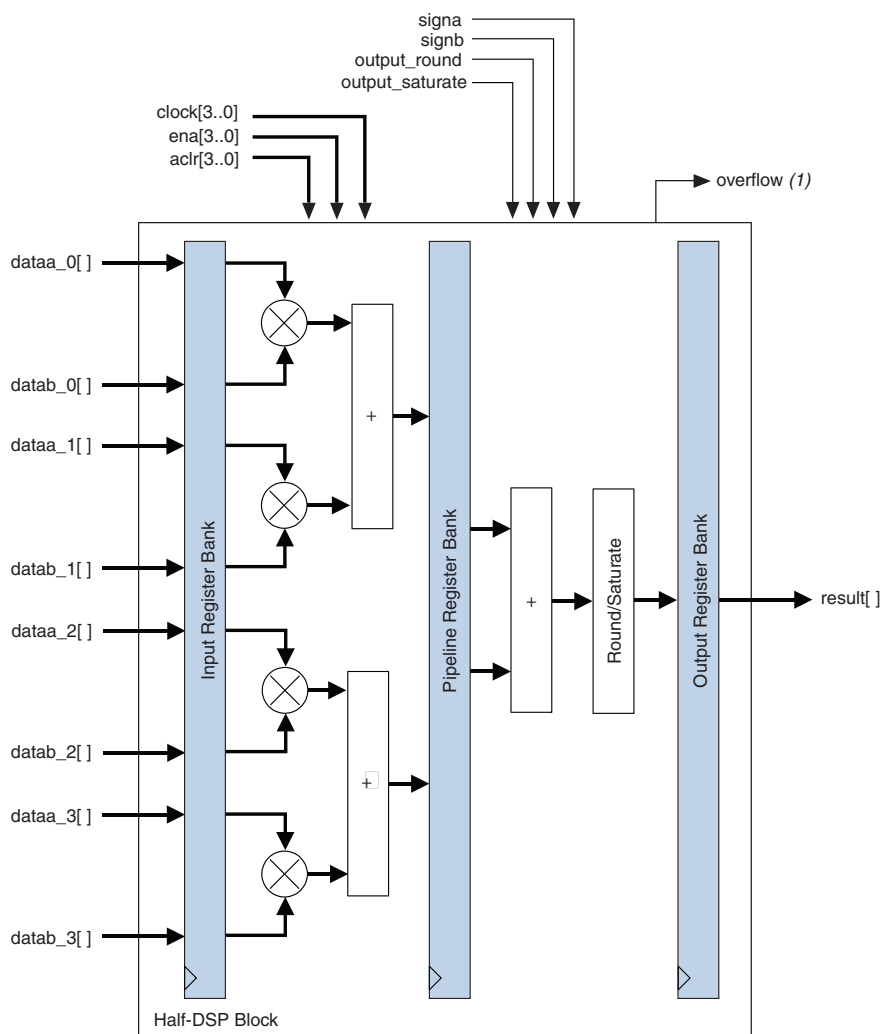 signa
signb
output_round
output_saturate
clock[3..0]
ena[3..0]
aclr[3..0]
overflow (1)
dataa_0[ ]
datab_0[ ]
dataa_1[ ]
datab_1[ ]
dataa_2[ ]
datab_2[ ]
dataa_3[ ]
datab_3[ ]
Input Register Bank
+
+
Pipeline Register Bank
+
Round/Saturate
Output Register Bank
result[ ]
Half-DSP Block